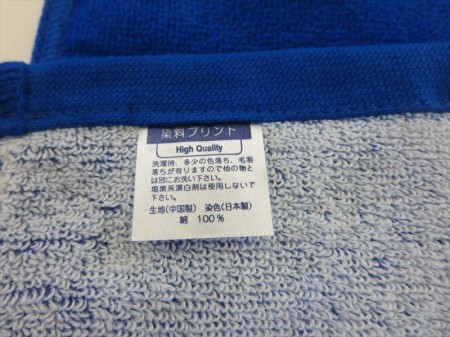 染料プリント
High Quality
洗濯時、多少の色落ち、毛羽
落ちが有りますので他の物と
は別にお洗い下さい。
塩素系漂白剤は使用しないで
下さい。
生地(中国製) 染色(日本製)
綿 100%